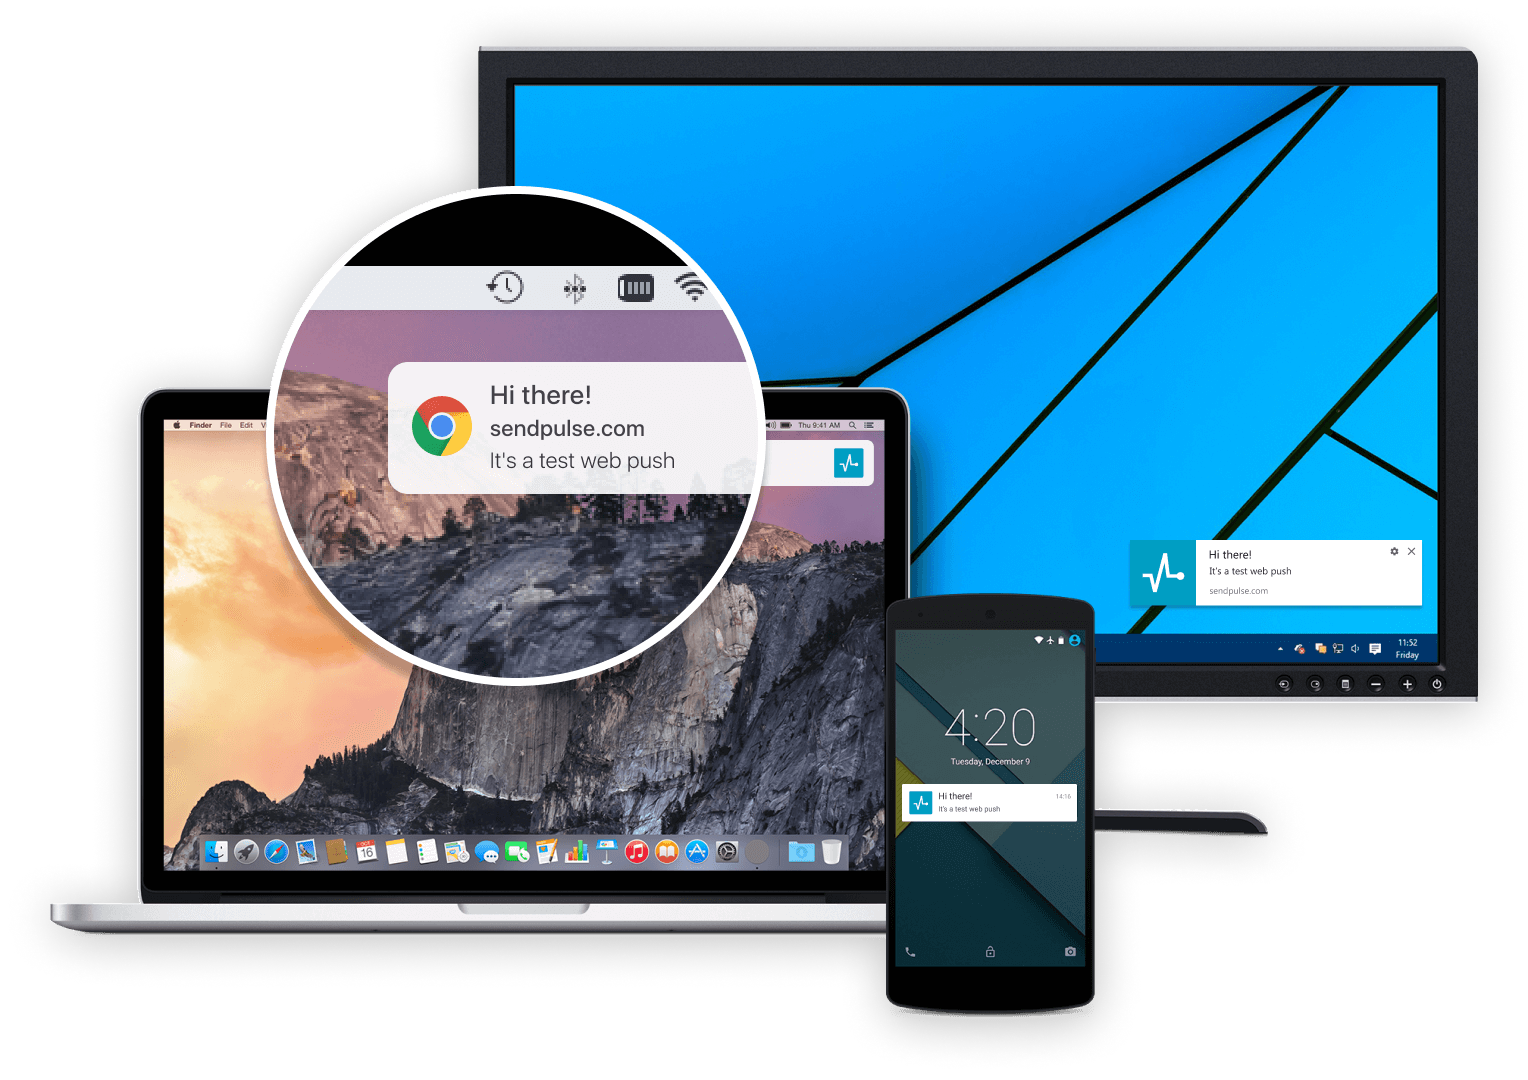 Hi there!
sendpulse.com
It's a test web push
Finder File Edit
Thu 9:41 AM
16
Hi there!
It's a test web push
sendpulse.com
11:52
Friday
4:20
Tuesday, December 9
Hi there!
14:16
It's a test web push